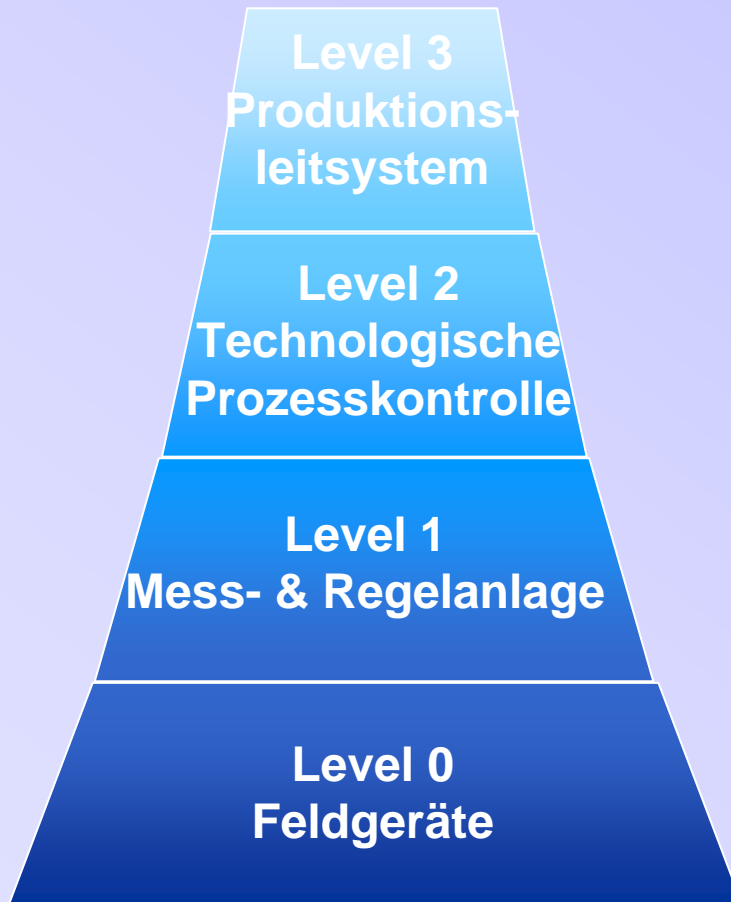 Level 3
Produktions-
leitsystem
Level 2
Technologische
Prozesskontrolle
Level 1
Mess- & Regelanlage
Level 0
Feldgeräte